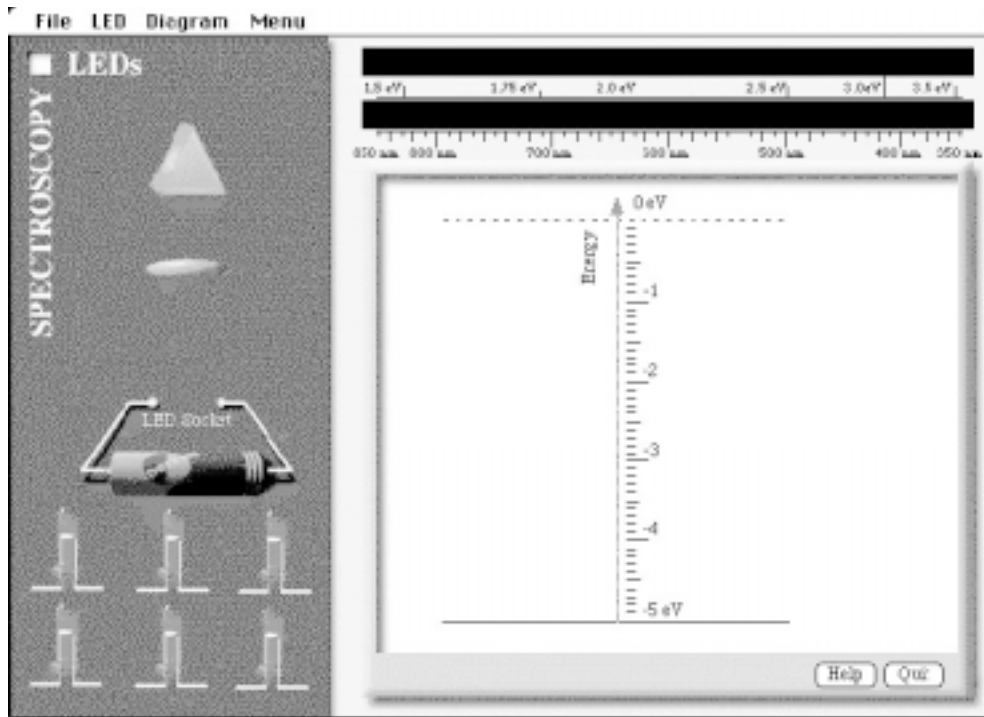 File LED Diagram Menu
LEDs
SPECTROSCOPY
LED Socket
1.5 eV 1.75 eV 2.0 eV 2.5 eV 3.0eV 3.5 eV
850 nm 800 nm 700 nm 600 nm 500 nm 400 nm 350 nm
0 eV
Energy
-1
-2
-3
-4
-5 eV
Help Quit